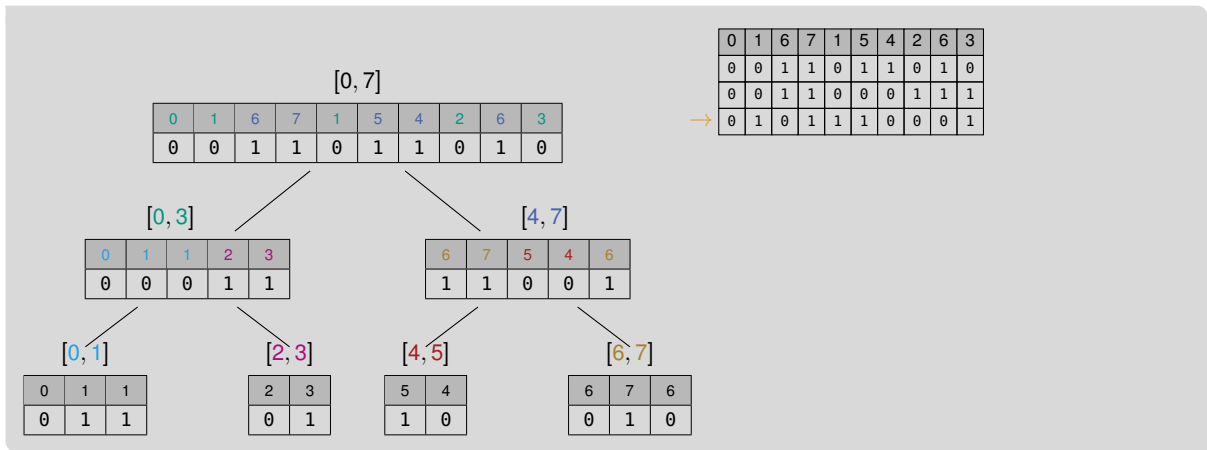 [0, 7]
0 1 6 7 1 5 4 2 6 3
0 0 1 1 0 1 1 0 1 0
[0, 3]
0 1 1 2 3
0 0 0 1 1
[4, 7]
6 7 5 4 6
1 1 0 0 1
[0, 1]
0 1 1
0 1 1
[2, 3]
2 3
0 1
[4, 5]
5 4
1 0
[6, 7]
6 7 6
0 1 0
0 1 6 7 1 5 4 2 6 3
0 0 1 1 0 1 1 0 1 0
0 0 1 1 0 0 0 1 1 1
→ 0 1 0 1 1 1 0 0 0 1